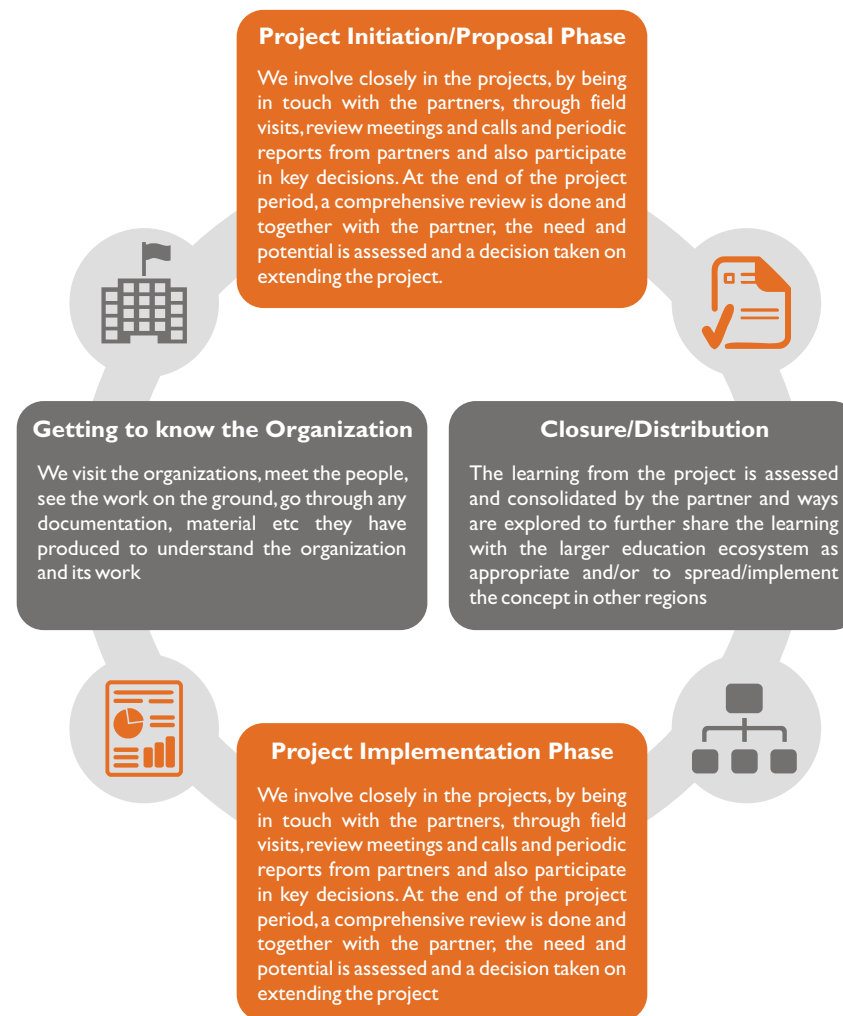 Project Initiation/Proposal Phase
We involve closely in the projects, by being
in touch with the partners, through field
visits, review meetings and calls and periodic
reports from partners and also participate
in key decisions. At the end of the project
period, a comprehensive review is done and
together with the partner, the need and
potential is assessed and a decision taken on
extending the project.
Getting to know the Organization
We visit the organizations, meet the people,
see the work on the ground, go through any
documentation, material etc they have
produced to understand the organization
and its work
Closure/Distribution
The learning from the project is assessed
and consolidated by the partner and ways
are explored to further share the learning
with the larger education ecosystem as
appropriate and/or to spread/implement
the concept in other regions
Project Implementation Phase
We involve closely in the projects, by being
in touch with the partners, through field
visits, review meetings and calls and periodic
reports from partners and also participate
in key decisions. At the end of the project
period, a comprehensive review is done and
together with the partner, the need and
potential is assessed and a decision taken on
extending the project